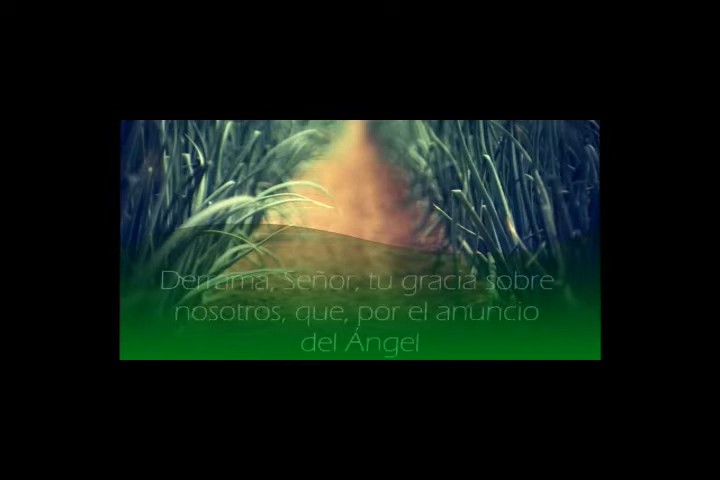 Derrama, Señor, tu gracia sobre
nosotros, que, por el anuncio
del Ángel